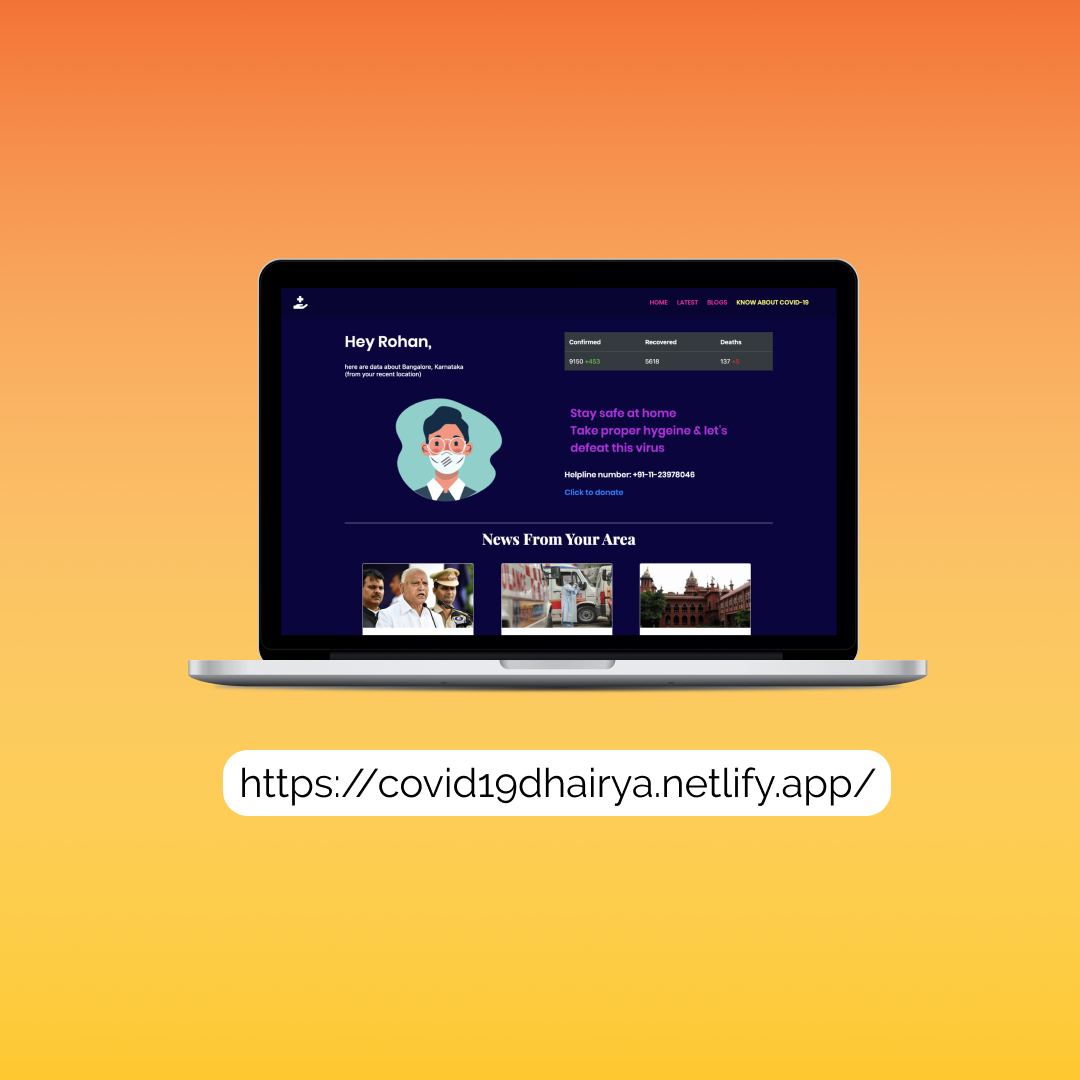 HOME LATEST BLOGS KNOW ABOUT COVID-19
Hey Rohan,
here are data about Bangalore, Karnataka
(from your recent location)
Confirmed Recovered Deaths
9150 +453 5618 137 +5
Stay safe at home
Take proper hygeine & let's
defeat this virus
Helpline number: +91-11-23978046
Click to donate
News From Your Area
https://covid19dhairya.netlify.app/